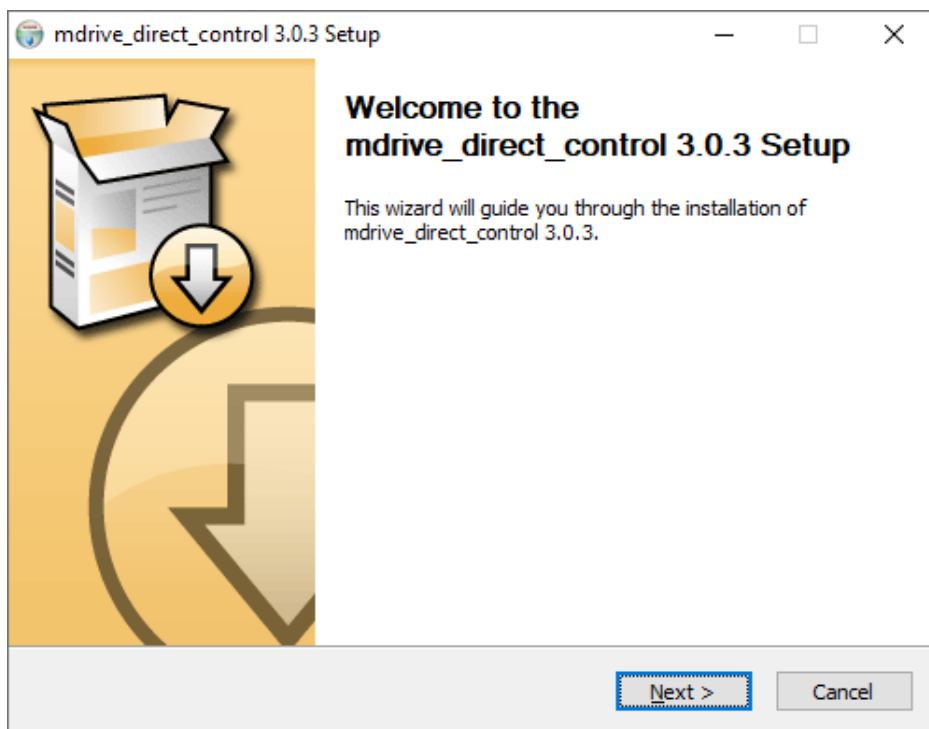 mdrive_direct_control 3.0.3 Setup
Welcome to the
mdrive_direct_control 3.0.3 Setup
This wizard will guide you through the installation of
mdrive_direct_control 3.0.3.
Next >
Cancel